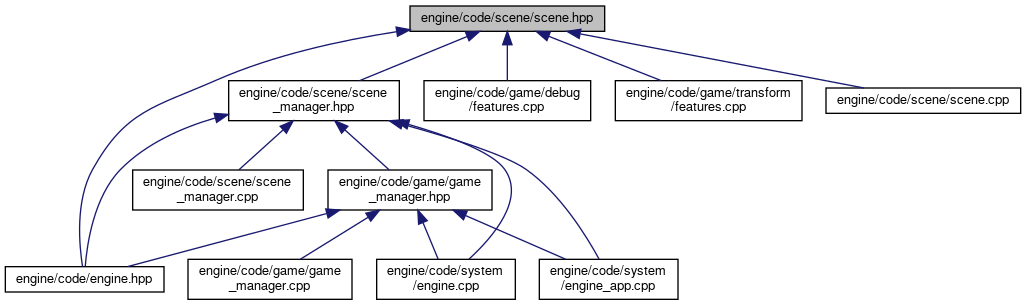 engine/code/scene/scene.hpp
engine/code/scene/scene
_manager.hpp
engine/code/game/debug
/features.cpp
engine/code/game/transform
/features.cpp
engine/code/scene/scene.cpp
engine/code/scene/scene
_manager.cpp
engine/code/game/game
_manager.hpp
engine/code/engine.hpp
engine/code/game/game
_manager.cpp
engine/code/system
/engine.cpp
engine/code/system
/engine_app.cpp